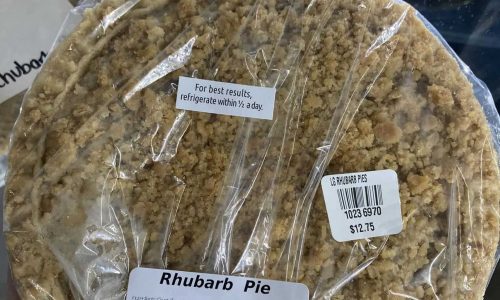 For best results,
refrigerate within ½ a day.
LG RHUBARB PIES
1023 6970
$12.75
Rhubarb Pie